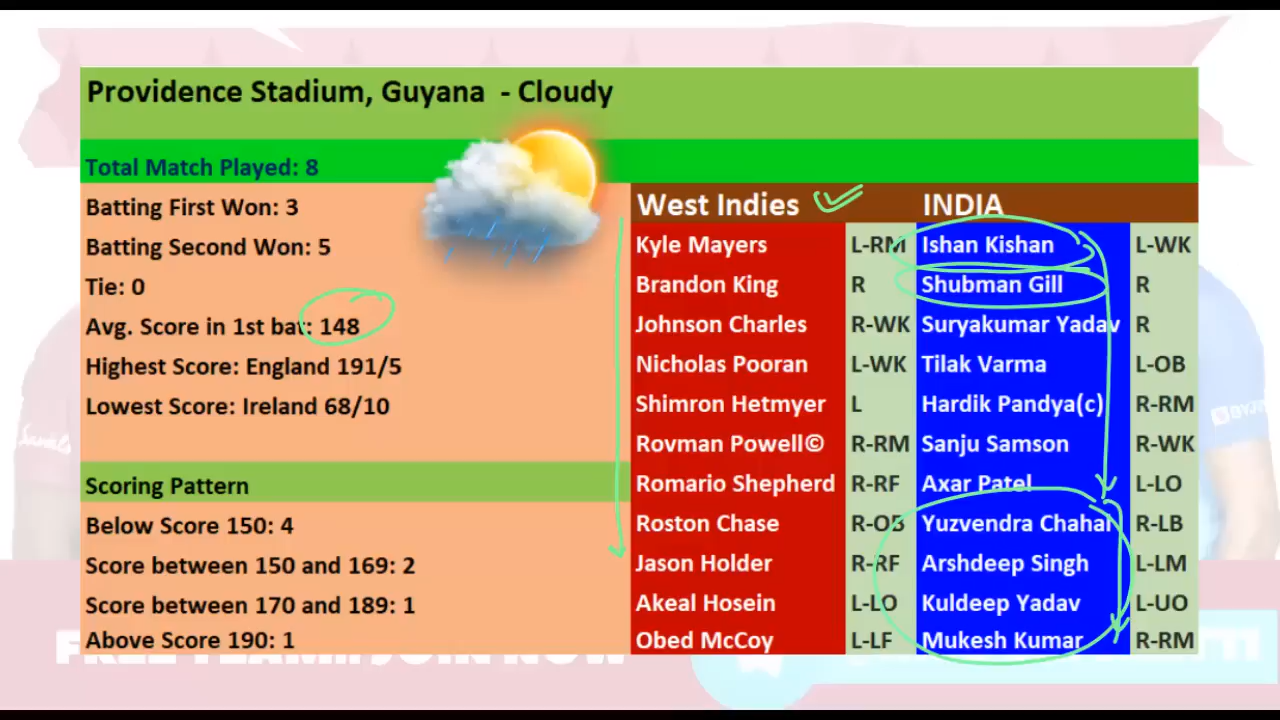 Providence Stadium, Guyana - Cloudy
Total Match Played: 8
Batting First Won: 3
Batting Second Won: 5
Tie: 0
Avg. Score in 1st bat: 148
Highest Score: England 191/5
Lowest Score: Ireland 68/10
Scoring Pattern
Below Score 150: 4
Score between 150 and 169: 2
Score between 170 and 189: 1
Above Score 190: 1
West Indies INDIA
Kyle Mayers L-RM Ishan Kishan L-WK
Brandon King R Shubman Gill R
Johnson Charles R-WK Suryakumar Yadav R
Nicholas Pooran L-WK Tilak Varma L-OB
Shimron Hetmyer L Hardik Pandya(c) R-RM
Rovman Powell© R-RM Sanju Samson R-WK
Romario Shepherd R-RF Axar Patel L-LO
Roston Chase R-OB Yuzvendra Chahal R-LB
Jason Holder R-RF Arshdeep Singh L-LM
Akeal Hosein L-LO Kuldeep Yadav L-UO
Obed McCoy L-LF Mukesh Kumar R-RM